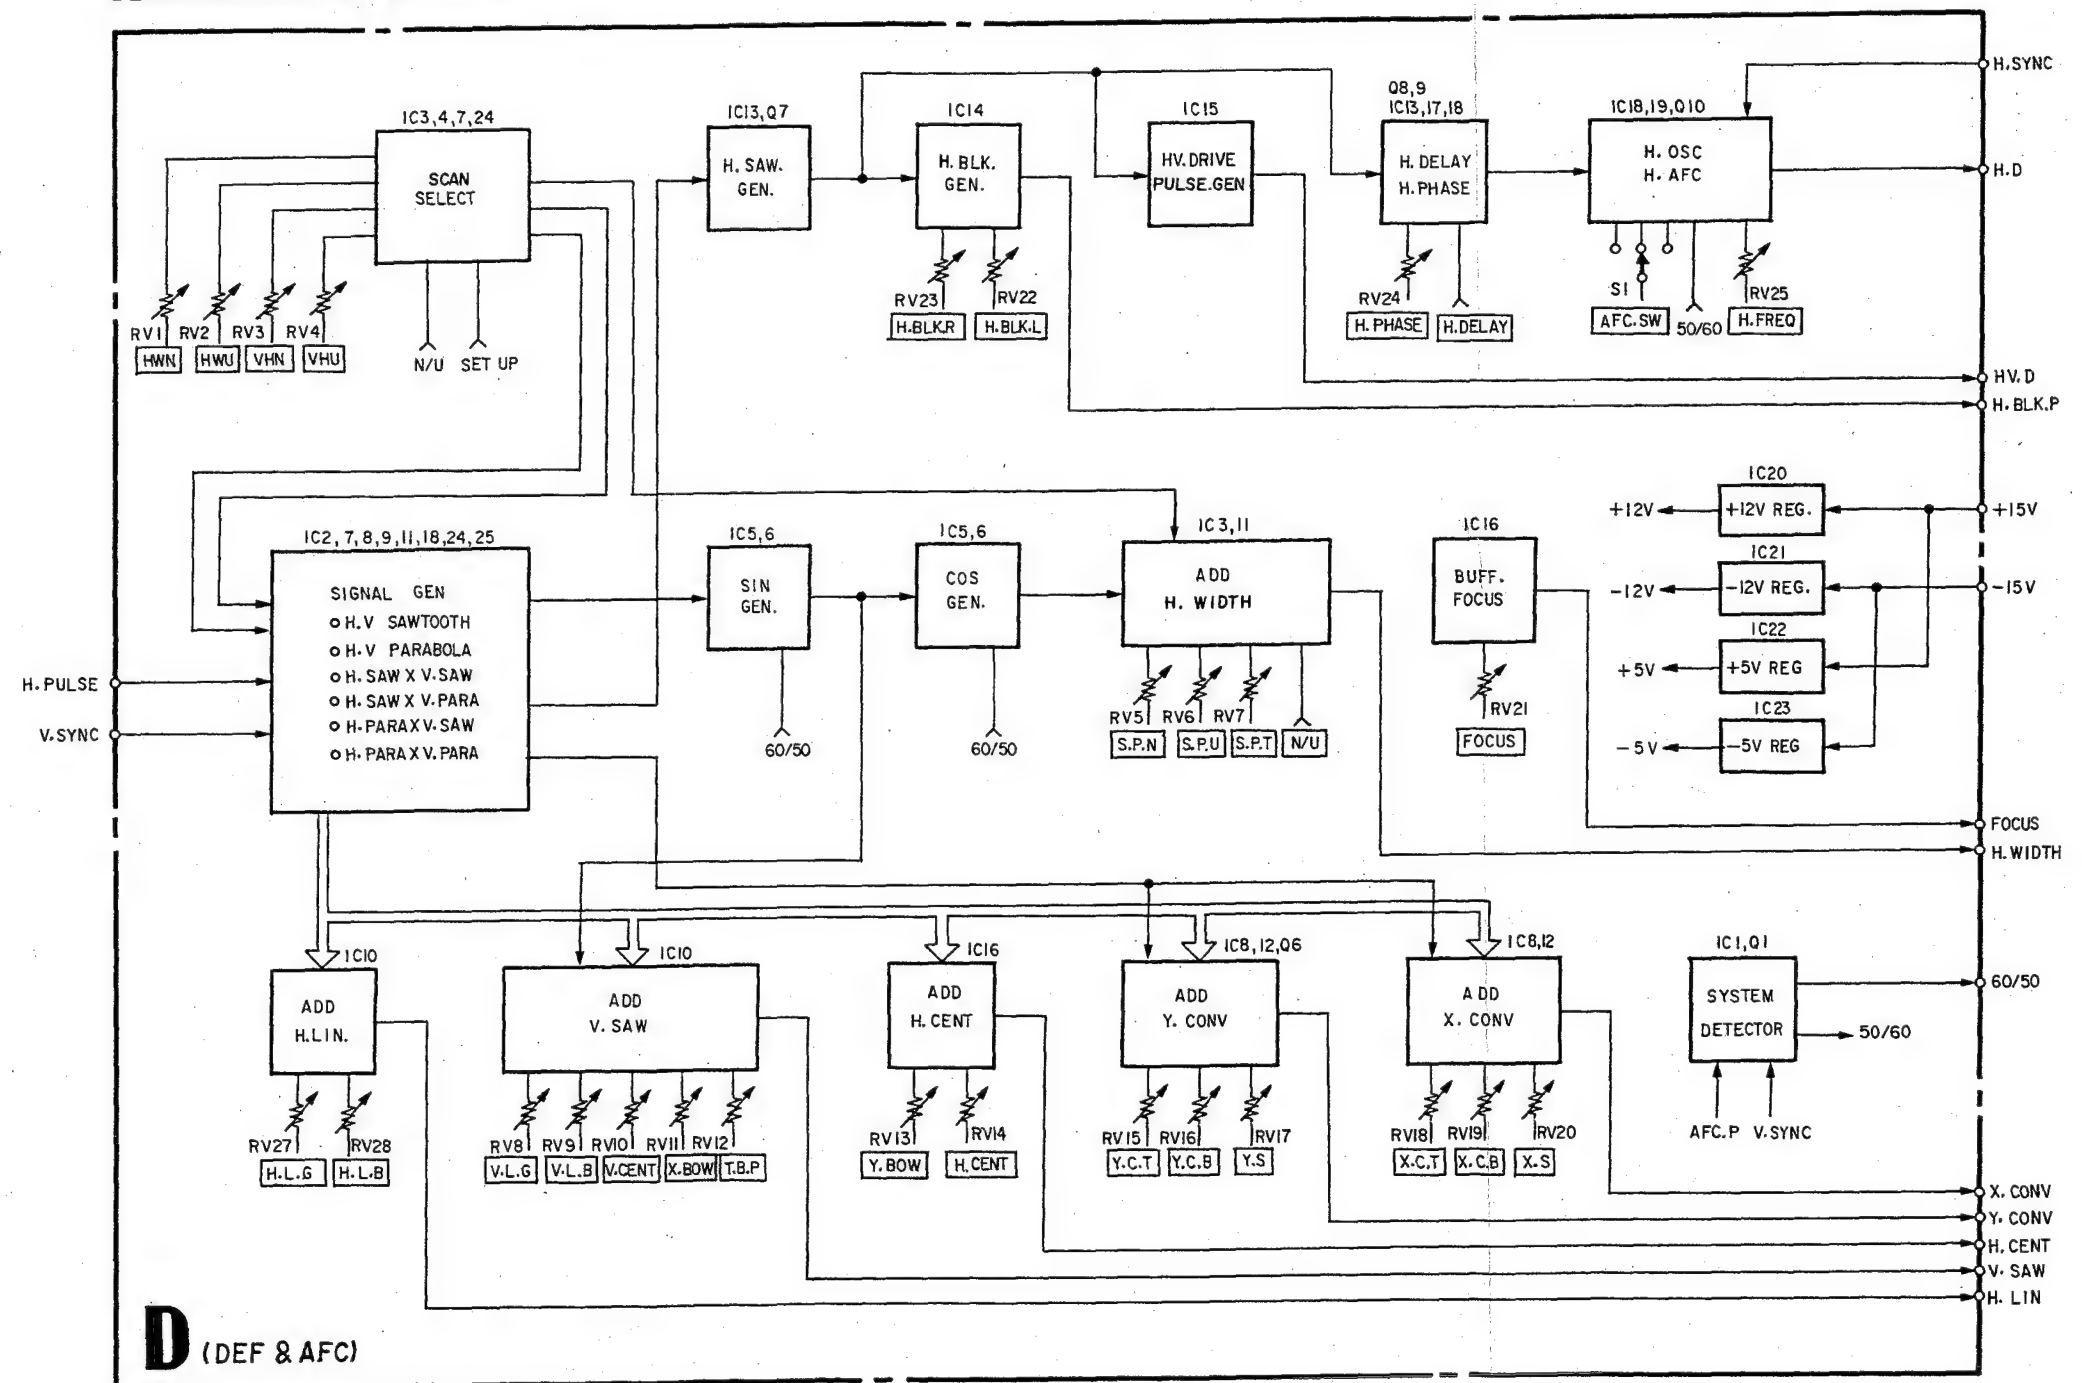 H.SYNC
Q8,9
IC3,4,7,24
IC13,Q7
IC14
IC15
IC13,17,18
IC18,19,Q10
SCAN
SELECT
H. SAW.
GEN.
H. BLK.
GEN.
HV. DRIVE
PULSE.GEN
H. DELAY
H. PHASE
H. OSC
H. AFC
H.D
RV1
RV2
RV3
RV4
HWN
HWU
VHN
VHU
N/U
SET UP
RV23
RV22
H.BLK.R
H.BLK.L
RV24
H. PHASE
H.DELAY
S1
AFC.SW
50/60
RV25
H.FREQ
HV.D
H.BLK.P
IC2,7,8,9,11,18,24,25
SIGNAL GEN
H.V SAWTOOTH
H.V PARABOLA
H.SAW X V.SAW
H.SAW X V.PARA
H.PARA X V.SAW
H.PARA X V.PARA
H.PULSE
V.SYNC
IC5,6
SIN
GEN.
60/50
IC5,6
COS
GEN.
60/50
IC3,11
ADD
H. WIDTH
RV5
RV6
RV7
S.P.N
S.P.U
S.P.T
N/U
IC16
BUFF.
FOCUS
RV21
FOCUS
IC20
+12V
+12V REG.
+15V
IC21
-12V
-12V REG.
-15V
IC22
+5V
+5V REG
IC23
-5V
-5V REG
FOCUS
H.WIDTH
IC10
ADD
H.LIN.
RV27
RV28
H.L.G
H.L.B
IC10
ADD
V. SAW
RV8
RV9
RV10
RV11
RV12
V.L.G
V.L.B
V.CENT
X.BOW
T.B.P
IC16
ADD
H. CENT
RV13
RV14
Y. BOW
H.CENT
IC8,12,Q6
ADD
Y. CONV
RV15
RV16
RV17
Y.C.T
Y.C.B
Y.S
IC8,12
ADD
X. CONV
RV18
RV19
RV20
X.C.T
X.C.B
X.S
IC1,Q1
SYSTEM
DETECTOR
60/50
50/60
AFC.P
V.SYNC
X. CONV
Y. CONV
H. CENT
V. SAW
H. LIN
D (DEF & AFC)